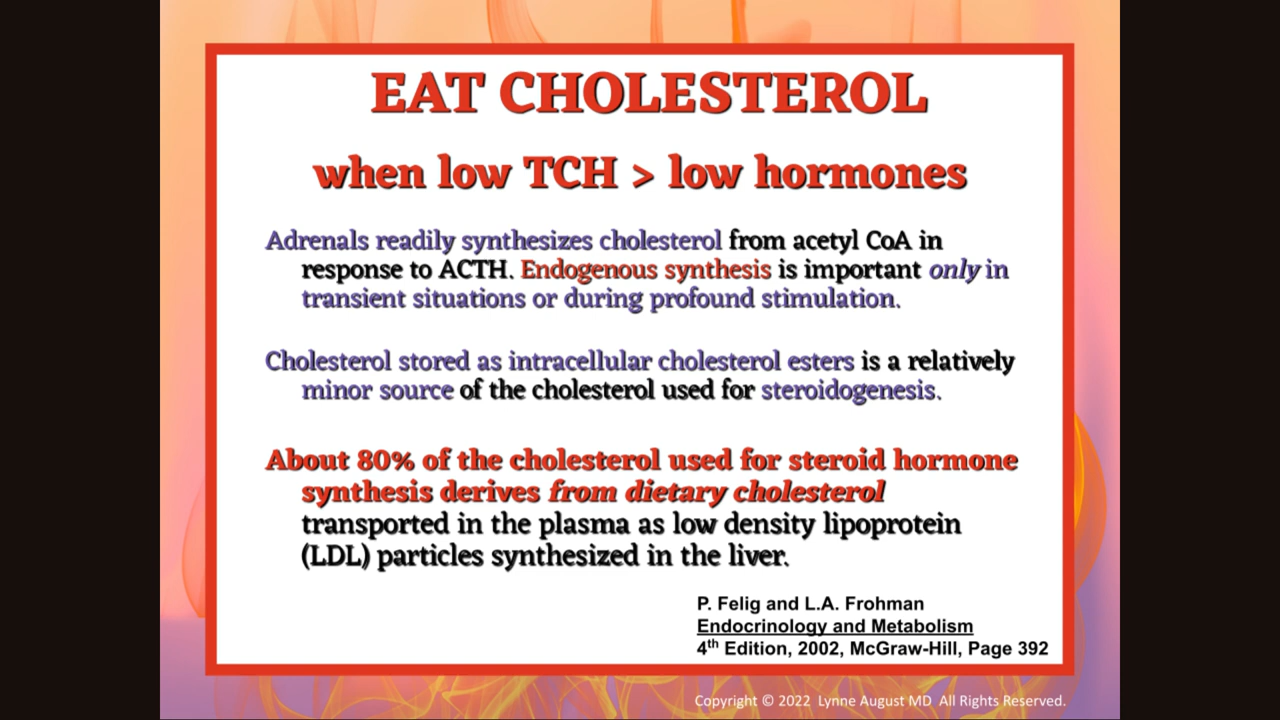 EAT CHOLESTEROL
when low TCH > low hormones
Adrenals readily synthesizes cholesterol from acetyl CoA in
response to ACTH. Endogenous synthesis is important only in
transient situations or during profound stimulation.
Cholesterol stored as intracellular cholesterol esters is a relatively
minor source of the cholesterol used for steroidogenesis.
About 80% of the cholesterol used for steroid hormone
synthesis derives from dietary cholesterol
transported in the plasma as low density lipoprotein
(LDL) particles synthesized in the liver.
P. Felig and L.A. Frohman
Endocrinology and Metabolism
4th Edition, 2002, McGraw-Hill, Page 392
Copyright © 2022 Lynne August MD All Rights Reserved.